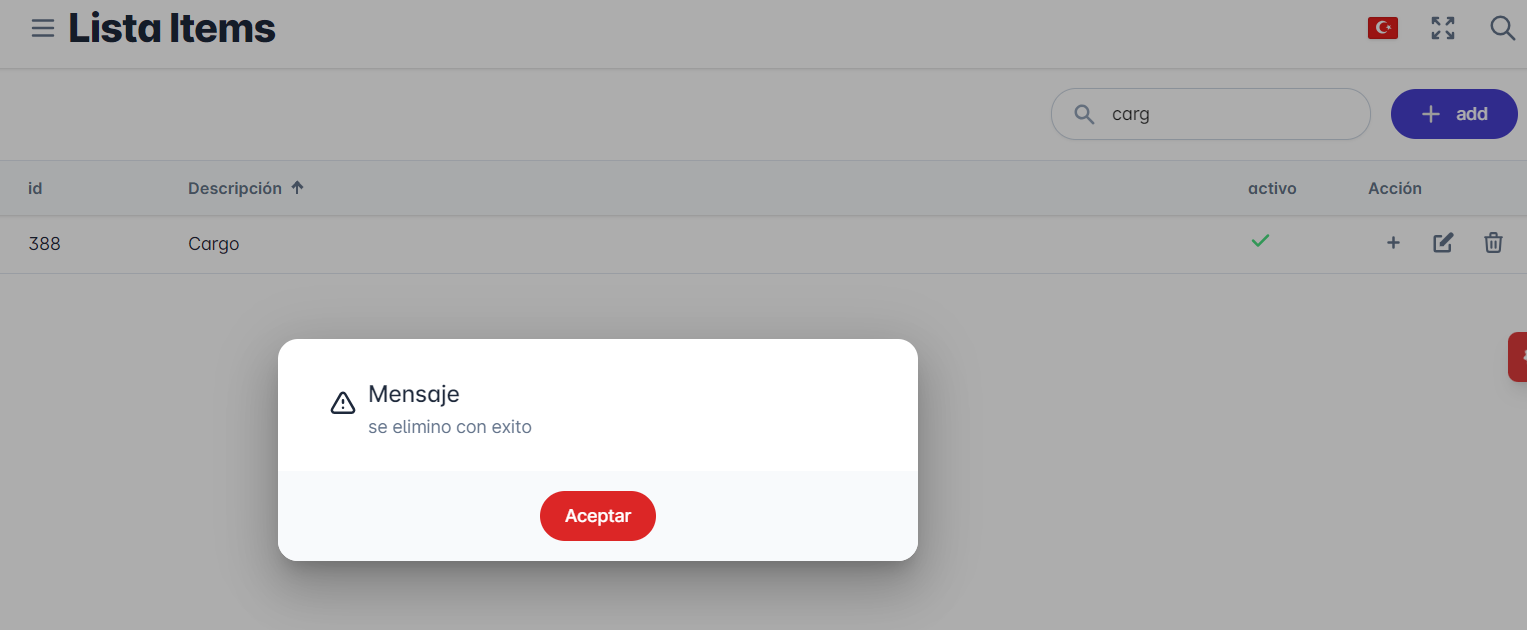 Lista Items
carg
add
id Descripción activo Acción
388 Cargo
Mensaje
se elimino con exito
Aceptar